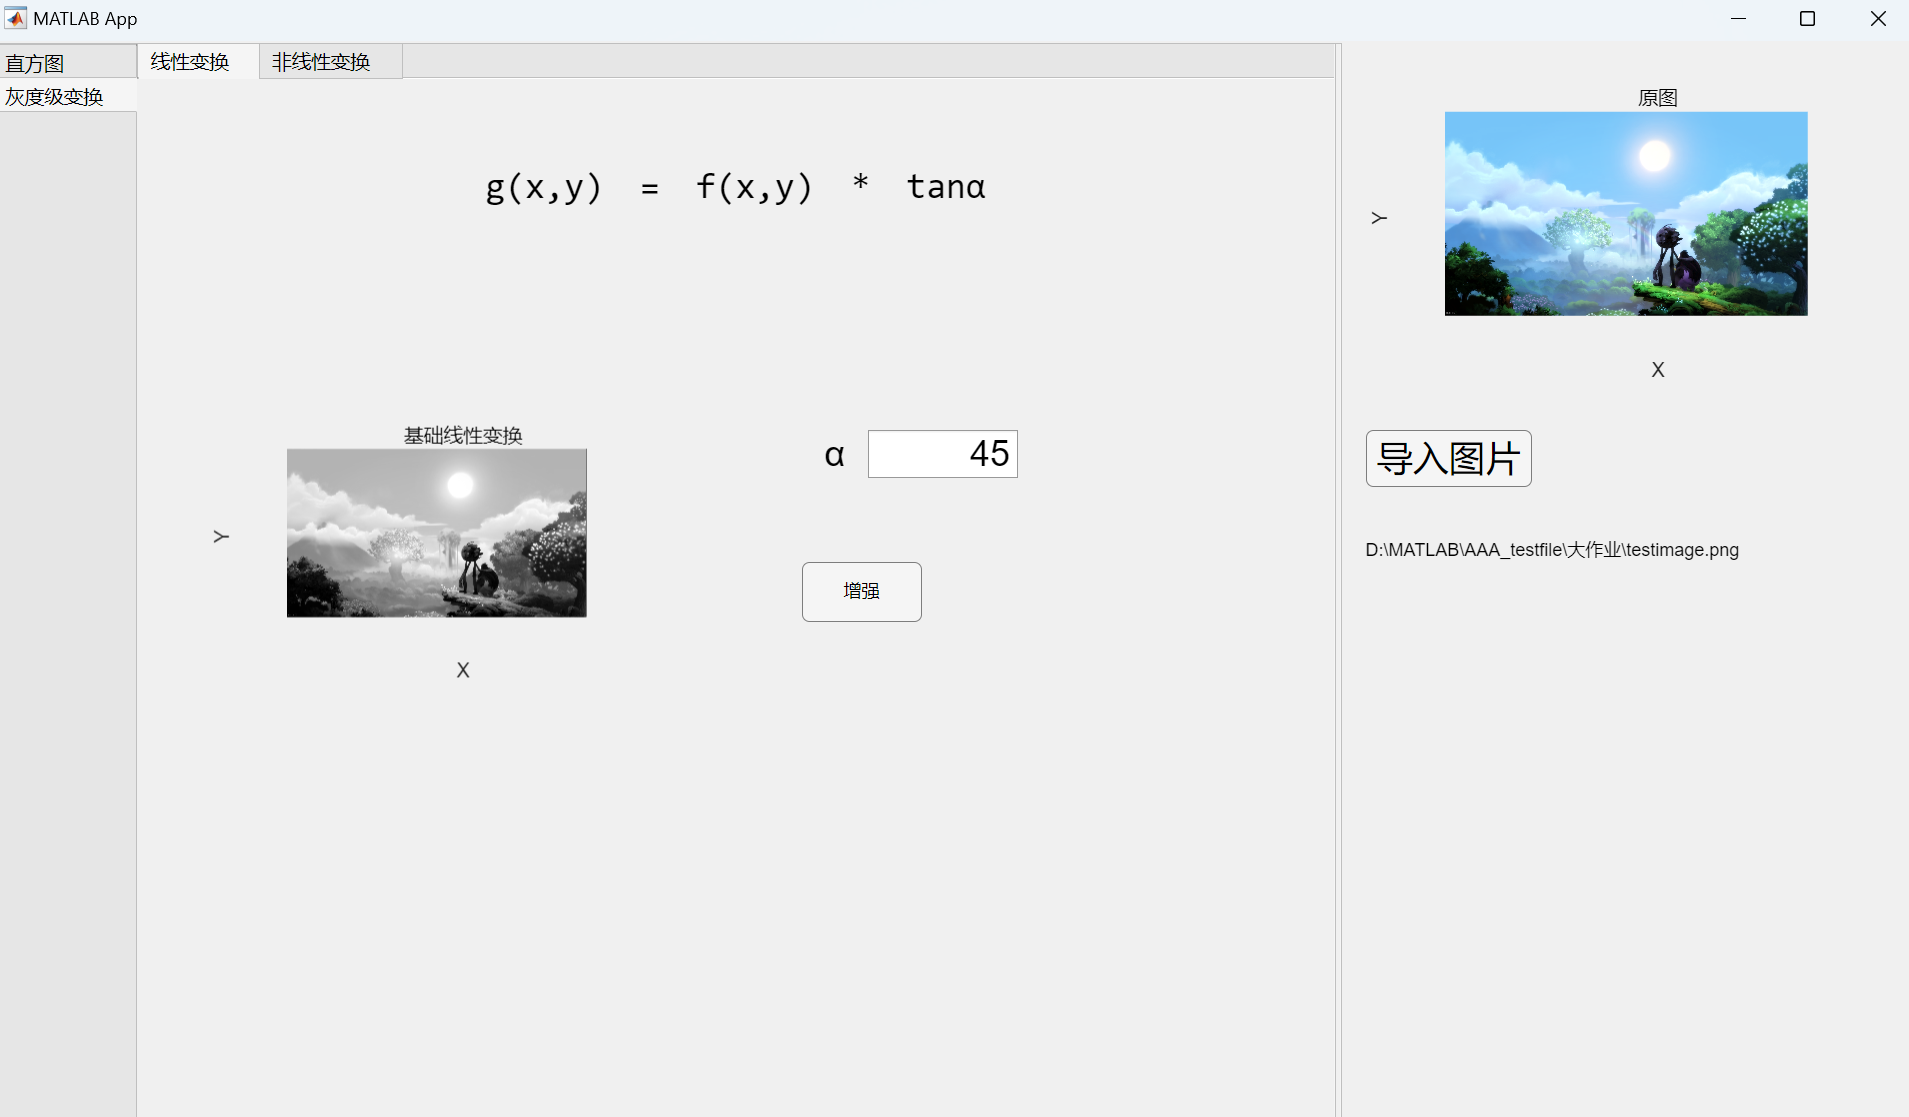 MATLAB App
直方图
灰度级变换
线性变换 非线性变换
g(x,y) = f(x,y) * tanα
基础线性变换
Y
X
α 45
增强
原图
Y
X
导入图片
D:\MATLAB\AAA_testfile\大作业\testimage.png